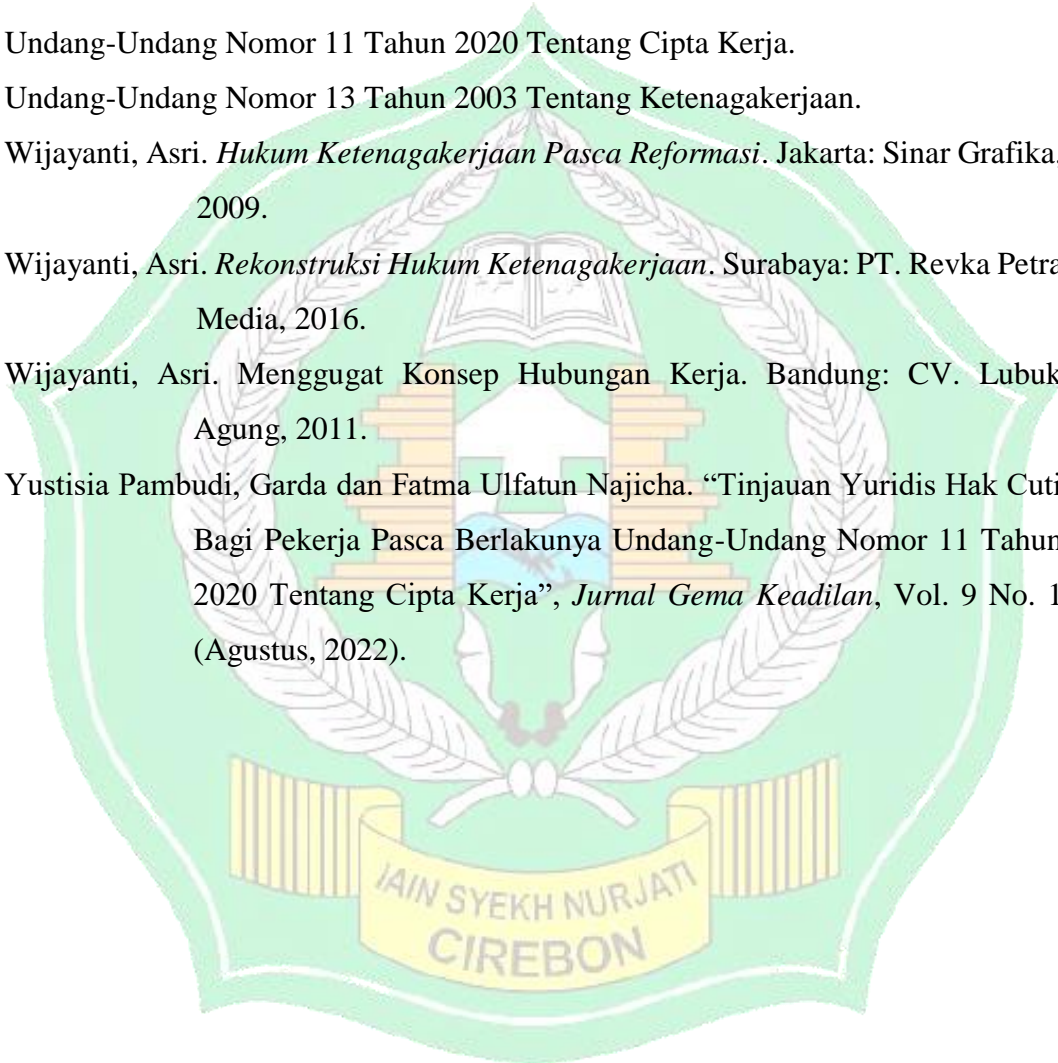 Undang-Undang Nomor 11 Tahun 2020 Tentang Cipta Kerja.
Undang-Undang Nomor 13 Tahun 2003 Tentang Ketenagakerjaan.
Wijayanti, Asri. Hukum Ketenagakerjaan Pasca Reformasi. Jakarta: Sinar Grafika,
2009.
Wijayanti, Asri. Rekonstruksi Hukum Ketenagakerjaan. Surabaya: PT. Revka Petra
Media, 2016.
Wijayanti, Asri. Menggugat Konsep Hubungan Kerja. Bandung: CV. Lubuk
Agung, 2011.
Yustisia Pambudi, Garda dan Fatma Ulfatun Najicha. “Tinjauan Yuridis Hak Cuti
Bagi Pekerja Pasca Berlakunya Undang-Undang Nomor 11 Tahun
2020 Tentang Cipta Kerja”, Jurnal Gema Keadilan, Vol. 9 No. 1
(Agustus, 2022).
IAIN SYEKH NURJATI
CIREBON